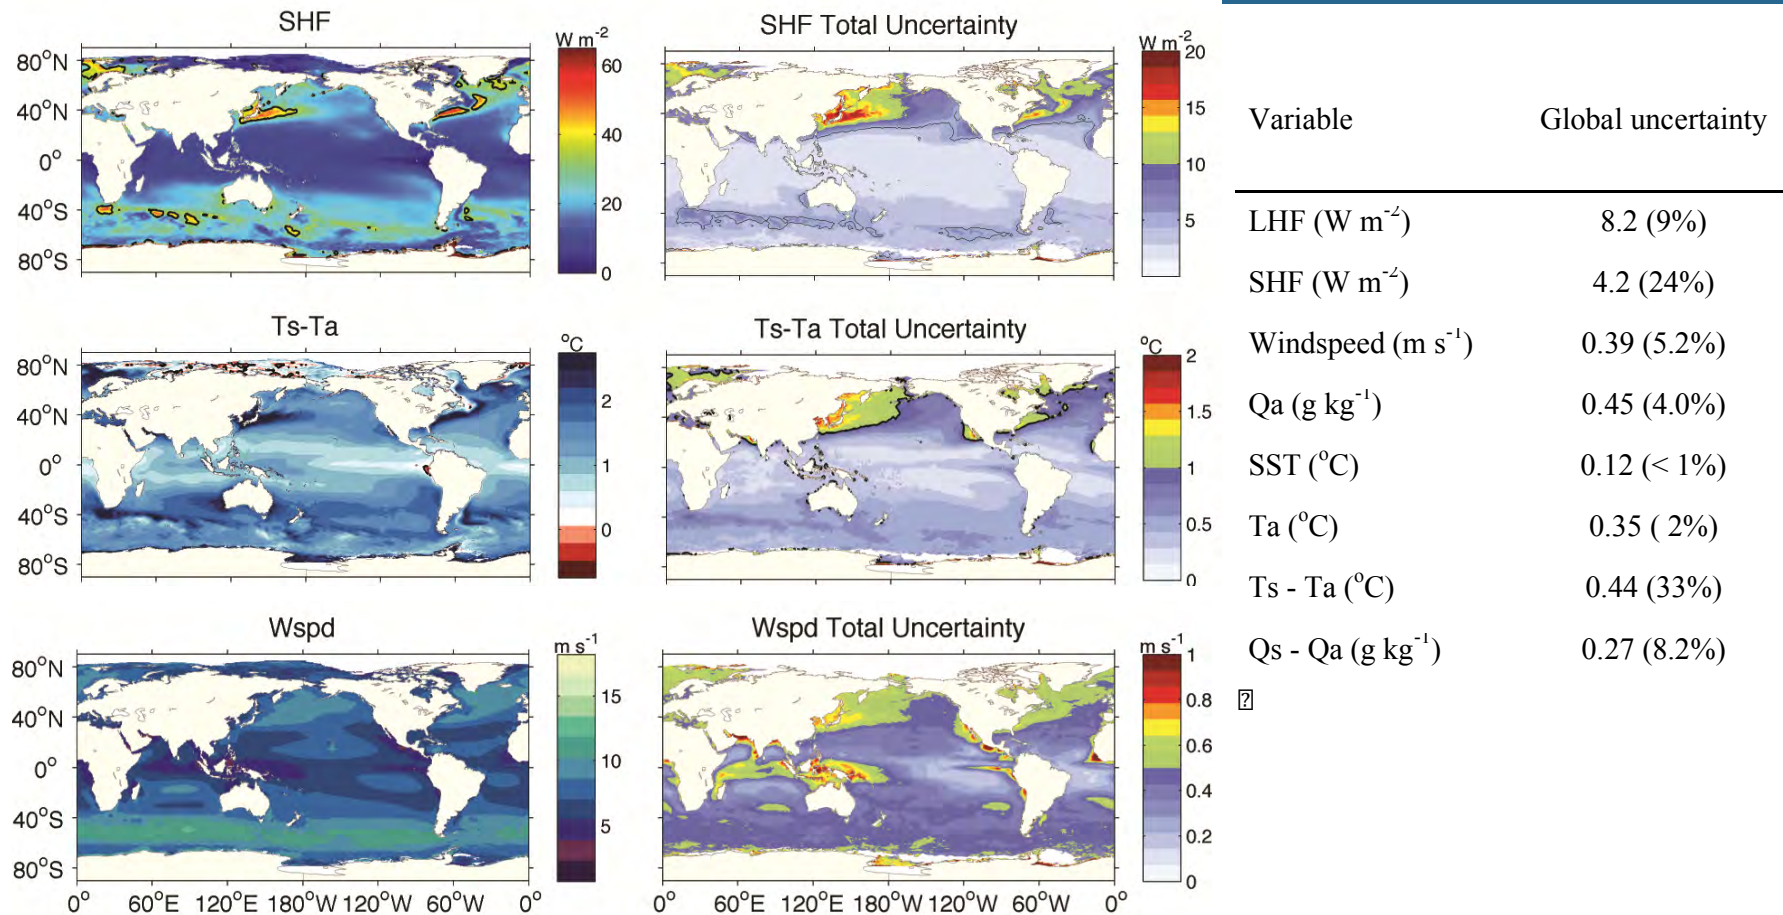 SHF
W m-2
80°N
40°N
0°
40°S
80°S
60
40
20
0
SHF Total Uncertainty
W m-2
20
15
10
5
Ts-Ta
°C
80°N
40°N
0°
40°S
80°S
2
1
0
Ts-Ta Total Uncertainty
°C
2
1.5
1
0.5
0
Wspd
m s-1
80°N
40°N
0°
40°S
80°S
15
10
5
0° 60°E 120°E 180°W 120°W 60°W 0°
Wspd Total Uncertainty
m s-1
1
0.8
0.6
0.4
0.2
0
0° 60°E 120°E 180°W 120°W 60°W 0°
Variable Global uncertainty
LHF (W m-2) 8.2 (9%)
SHF (W m-2) 4.2 (24%)
Windspeed (m s-1) 0.39 (5.2%)
Qa (g kg-1) 0.45 (4.0%)
SST (°C) 0.12 (< 1%)
Ta (°C) 0.35 ( 2%)
Ts - Ta (°C) 0.44 (33%)
Qs - Qa (g kg-1) 0.27 (8.2%)